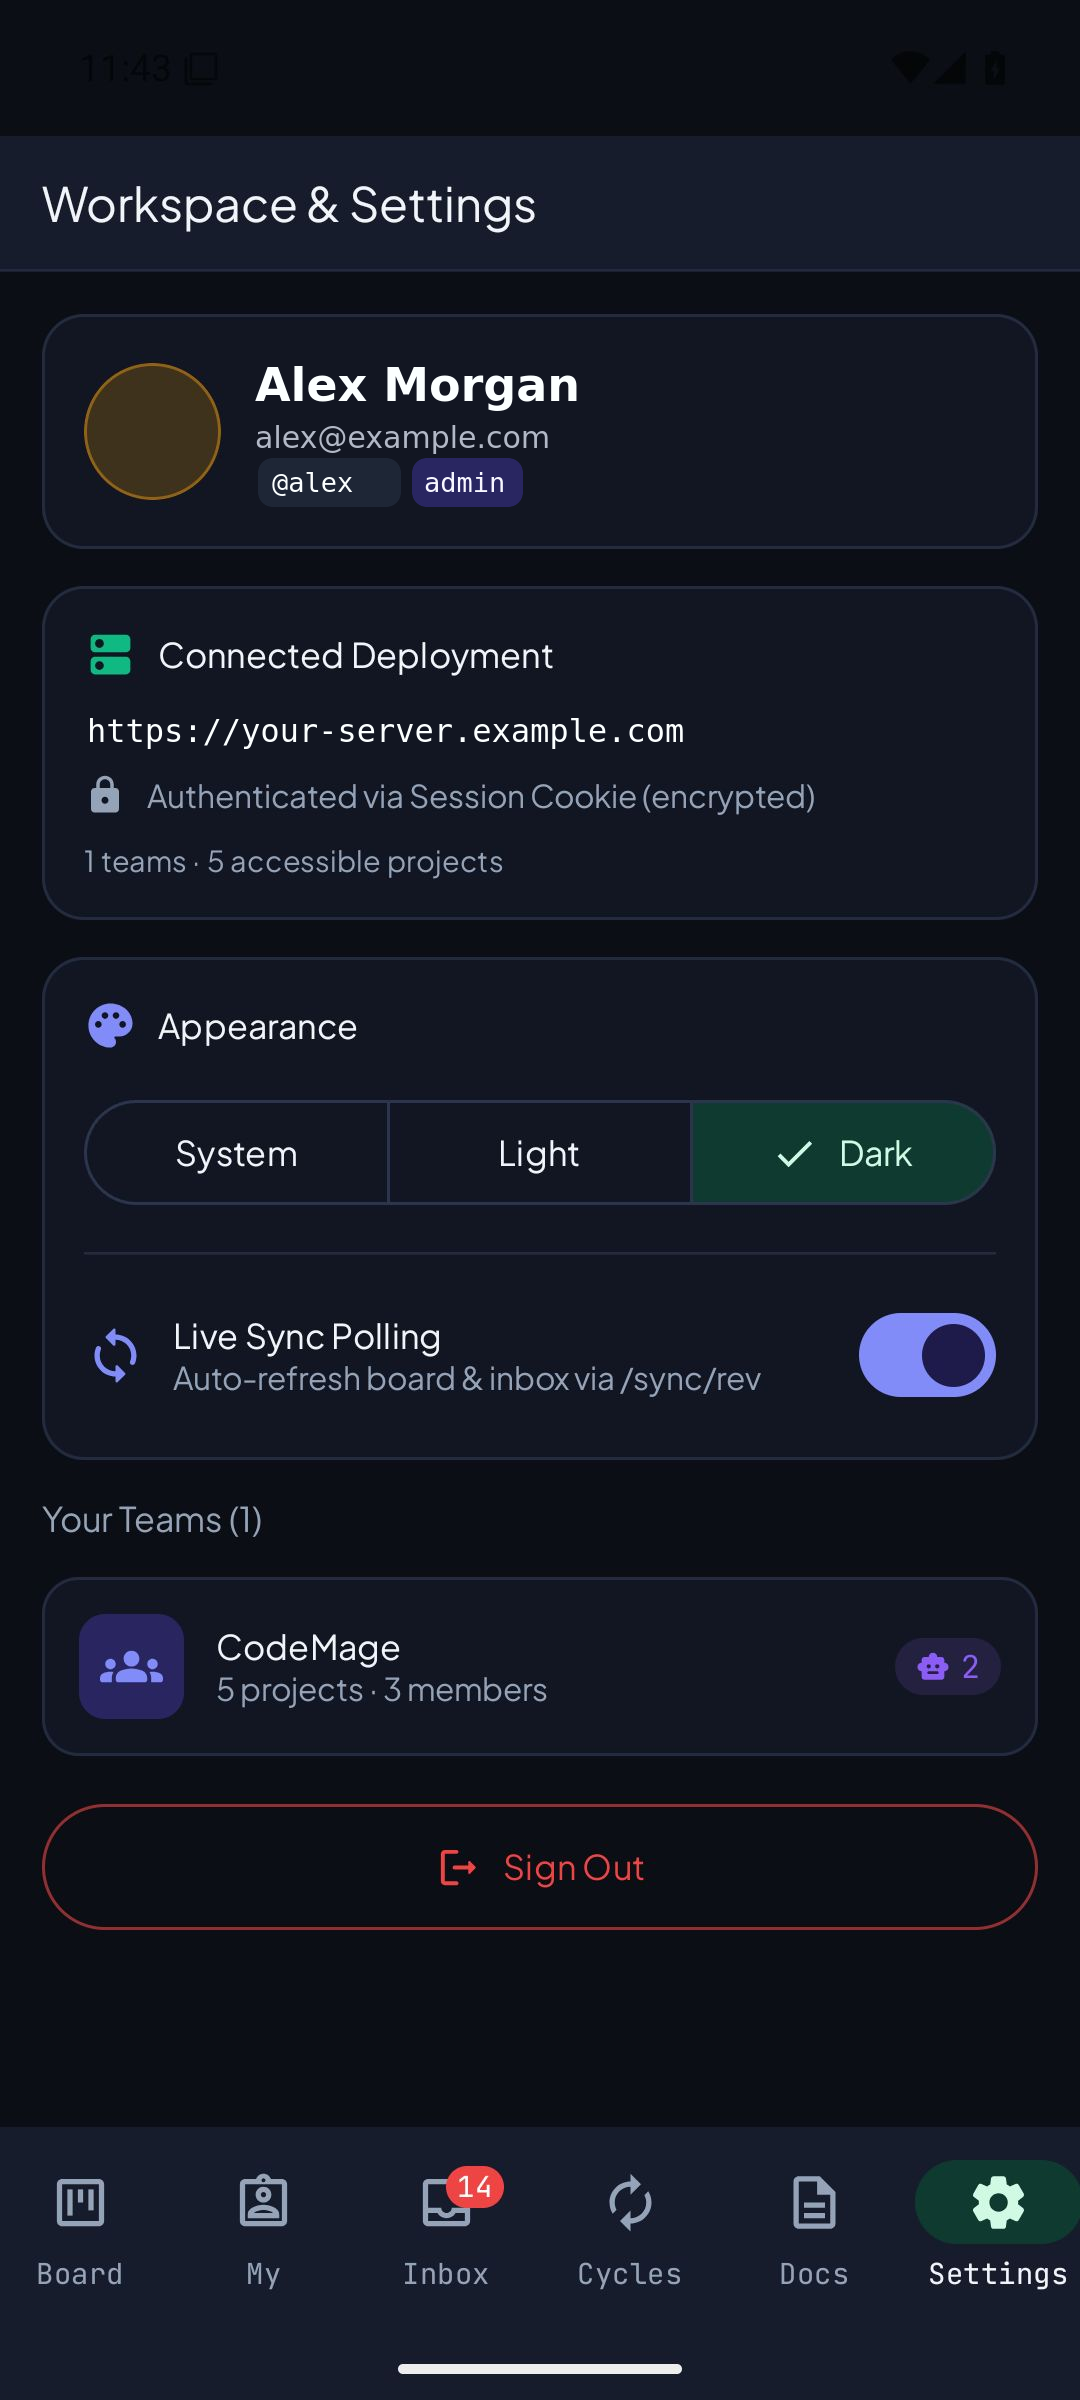 11:43
Workspace & Settings
Alex Morgan
alex@example.com
@alex admin
Connected Deployment
https://your-server.example.com
Authenticated via Session Cookie (encrypted)
1 teams · 5 accessible projects
Appearance
System Light Dark
Live Sync Polling
Auto-refresh board & inbox via /sync/rev
Your Teams (1)
CodeMage
5 projects · 3 members
2
Sign Out
14
Board My Inbox Cycles Docs Settings